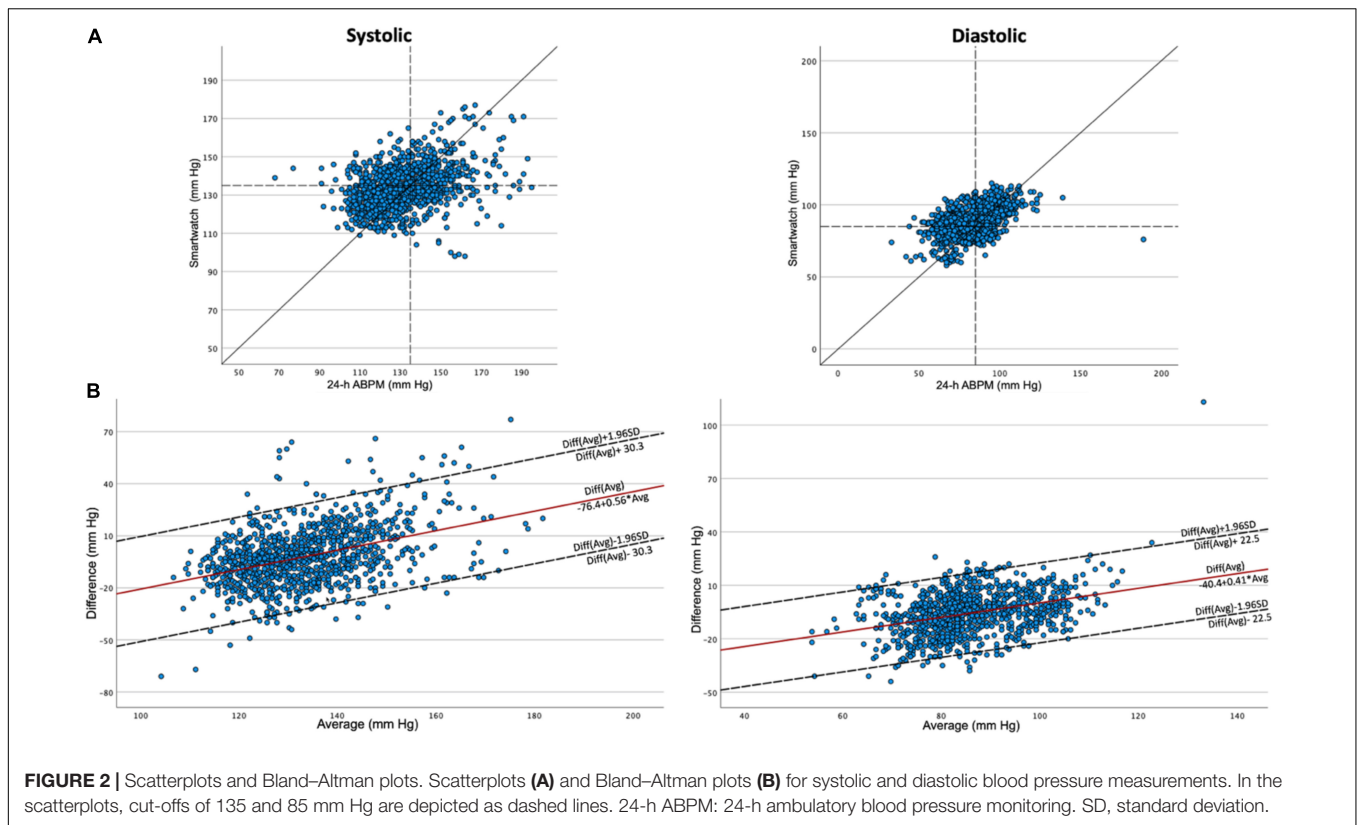 A
Systolic
Diastolic
190
170
150
130
110
90
70
50
Smartwatch (mm Hg)
50 70 90 110 130 150 170 190
24-h ABPM (mm Hg)
200
150
100
50
0
Smartwatch (mm Hg)
0 50 100 150 200
24-h ABPM (mm Hg)
B
70
40
10
-20
-50
-80
Difference (mm Hg)
Diff(Avg)+1.96SD
Diff(Avg)+ 30.3
Diff(Avg)
-76.4+0.56*Avg
Diff(Avg)-1.96SD
Diff(Avg)- 30.3
100 120 140 160 180 200
Average (mm Hg)
100
70
40
10
-20
-50
Difference (mm Hg)
Diff(Avg)+1.96SD
Diff(Avg)+ 22.5
Diff(Avg)
-40.4+0.41*Avg
Diff(Avg)-1.96SD
Diff(Avg)- 22.5
40 60 80 100 120 140
Average (mm Hg)
FIGURE 2 | Scatterplots and Bland–Altman plots. Scatterplots (A) and Bland–Altman plots (B) for systolic and diastolic blood pressure measurements. In the
scatterplots, cut-offs of 135 and 85 mm Hg are depicted as dashed lines. 24-h ABPM: 24-h ambulatory blood pressure monitoring. SD, standard deviation.